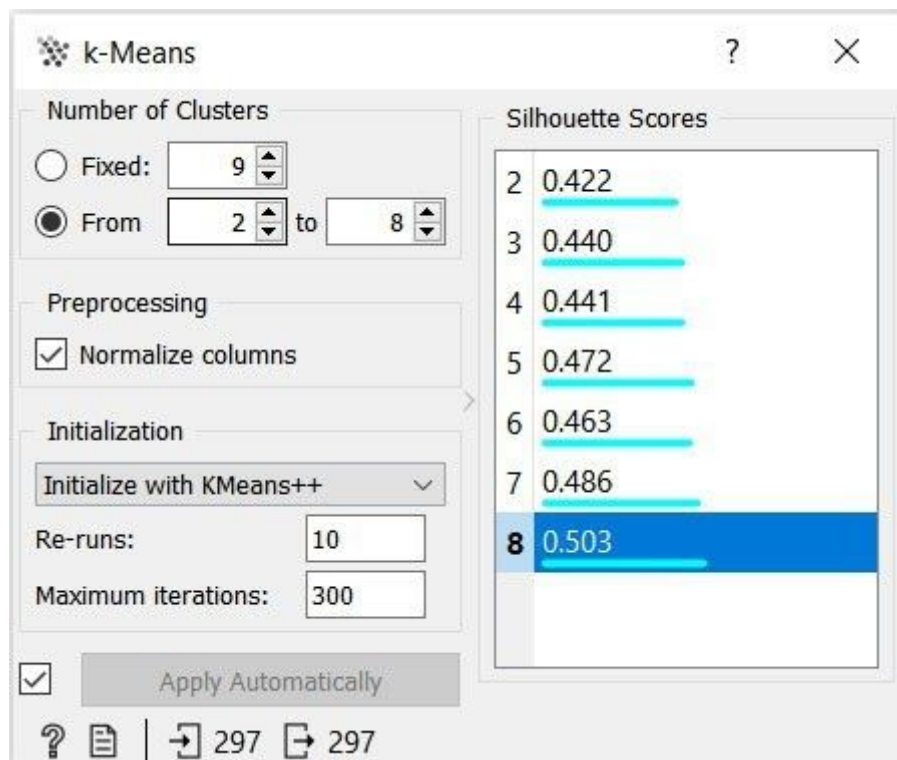 k-Means ?
Number of Clusters
Fixed: 9
From 2 to 8
Preprocessing
Normalize columns
Initialization
Initialize with KMeans++
Re-runs: 10
Maximum iterations: 300
Apply Automatically
? 297 297
Silhouette Scores
2 0.422
3 0.440
4 0.441
5 0.472
6 0.463
7 0.486
8 0.503